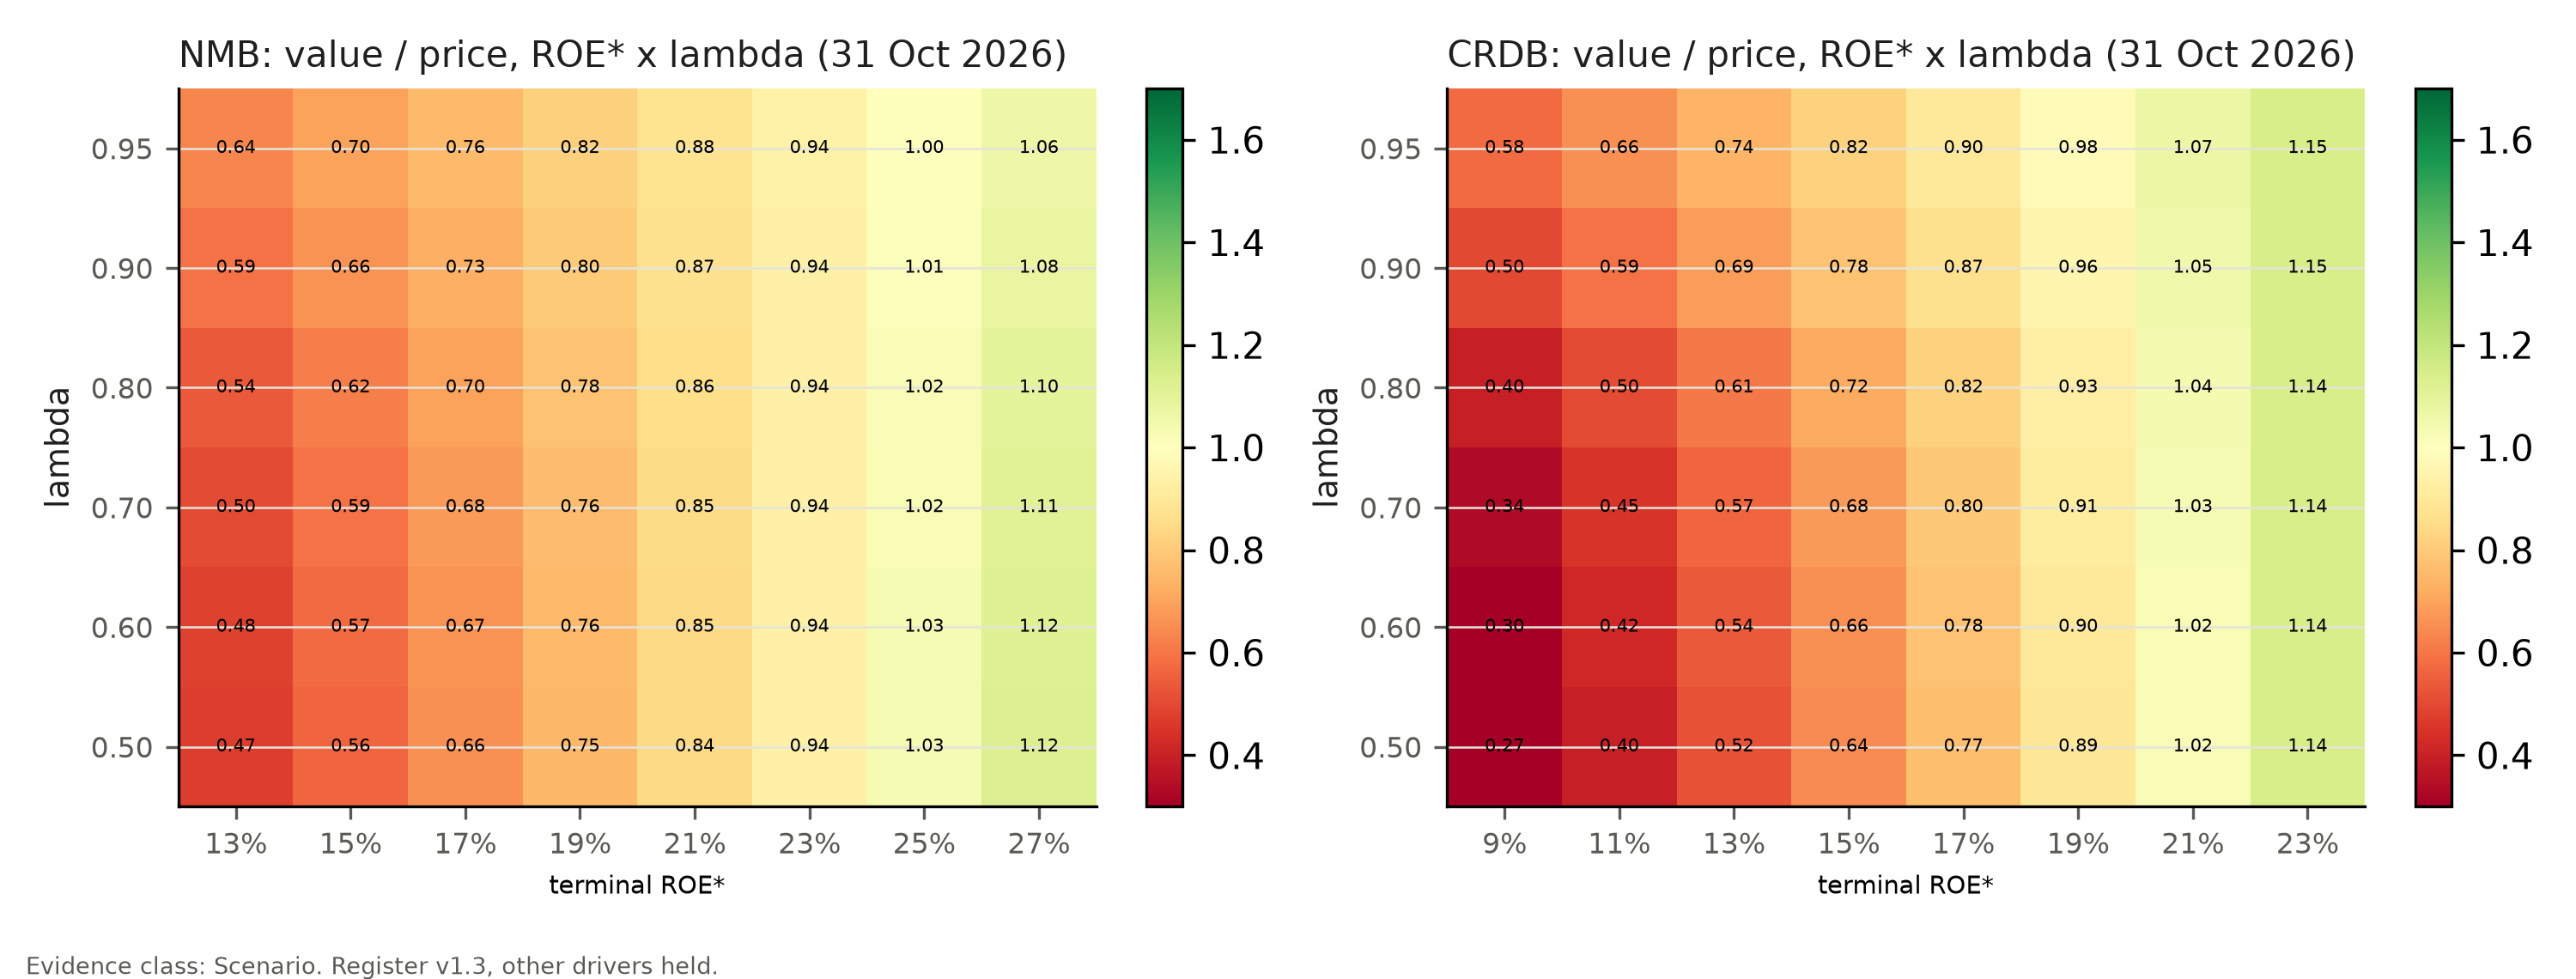 NMB: value / price, ROE* x lambda (31 Oct 2026)
lambda
0.95 0.64 0.70 0.76 0.82 0.88 0.94 1.00 1.06
0.90 0.59 0.66 0.73 0.80 0.87 0.94 1.01 1.08
0.80 0.54 0.62 0.70 0.78 0.86 0.94 1.02 1.10
0.70 0.50 0.59 0.68 0.76 0.85 0.94 1.02 1.11
0.60 0.48 0.57 0.67 0.76 0.85 0.94 1.03 1.12
0.50 0.47 0.56 0.66 0.75 0.84 0.94 1.03 1.12
13% 15% 17% 19% 21% 23% 25% 27%
terminal ROE*
1.6
1.4
1.2
1.0
0.8
0.6
0.4
CRDB: value / price, ROE* x lambda (31 Oct 2026)
lambda
0.95 0.58 0.66 0.74 0.82 0.90 0.98 1.07 1.15
0.90 0.50 0.59 0.69 0.78 0.87 0.96 1.05 1.15
0.80 0.40 0.50 0.61 0.72 0.82 0.93 1.04 1.14
0.70 0.34 0.45 0.57 0.68 0.80 0.91 1.03 1.14
0.60 0.30 0.42 0.54 0.66 0.78 0.90 1.02 1.14
0.50 0.27 0.40 0.52 0.64 0.77 0.89 1.02 1.14
9% 11% 13% 15% 17% 19% 21% 23%
terminal ROE*
1.6
1.4
1.2
1.0
0.8
0.6
0.4
Evidence class: Scenario. Register v1.3, other drivers held.